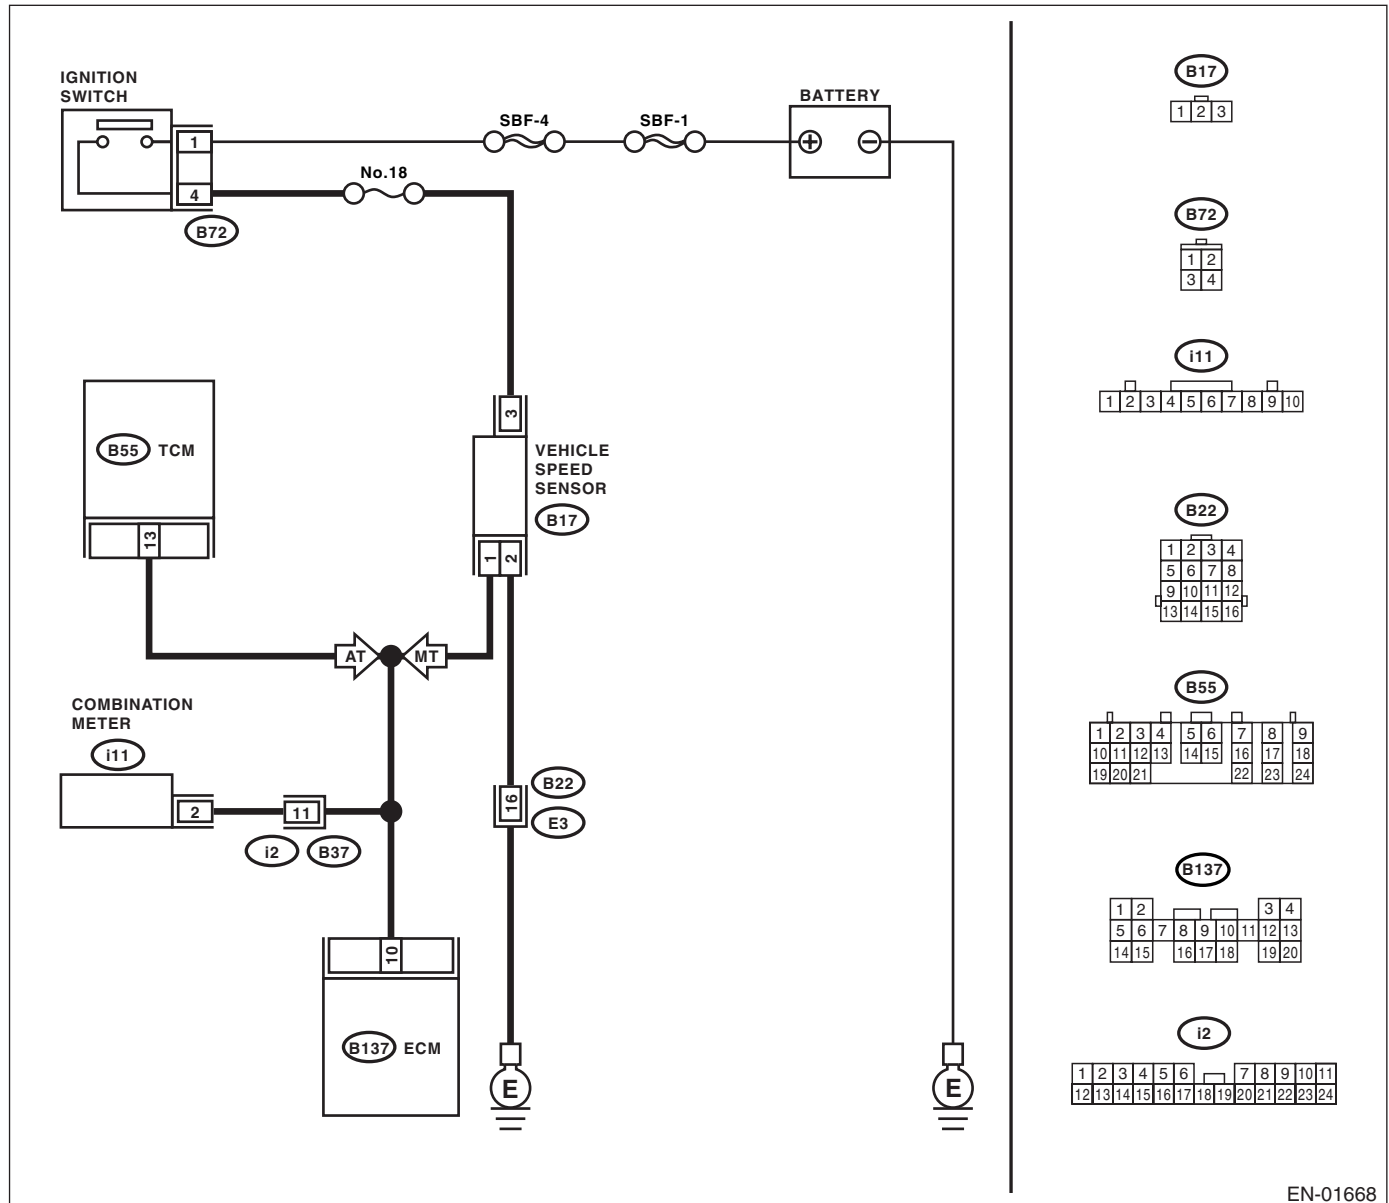 IGNITION
SWITCH
1
4
B72
No.18
SBF-4
SBF-1
BATTERY
+
−
3
VEHICLE
SPEED
SENSOR
B17
1
2
B55 TCM
13
AT
MT
COMBINATION
METER
i11
2
11
i2
B37
16
B22
E3
10
B137 ECM
E
E
B17
1 2 3
B72
1 2
3 4
i11
1 2 3 4 5 6 7 8 9 10
B22
1 2 3 4
5 6 7 8
9 10 11 12
13 14 15 16
B55
1 2 3 4 5 6 7 8 9
10 11 12 13 14 15 16 17 18
19 20 21 22 23 24
B137
1 2 3 4
5 6 7 8 9 10 11 12 13
14 15 16 17 18 19 20
i2
1 2 3 4 5 6 7 8 9 10 11
12 13 14 15 16 17 18 19 20 21 22 23 24
EN-01668